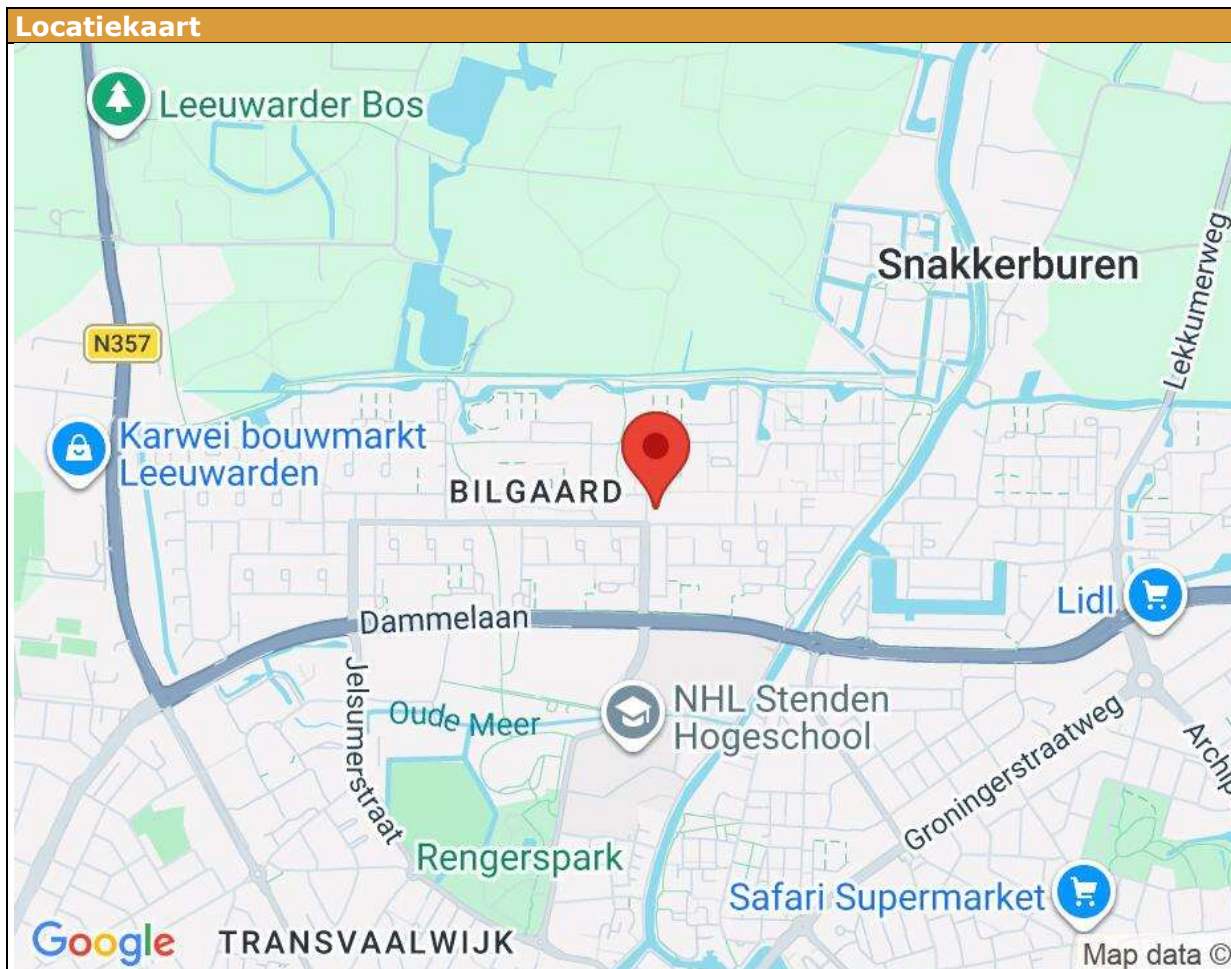 Locatiekaart
Leeuwarder Bos
Snakkerburen
Lekkumerweg
N357
Karwei bouwmarkt
Leeuwarden
BILGAARD
Lidl
Dammelaan
Jelsumerstraat
Oude Meer
NHL Stenden
Hogeschool
Groningerstraatweg
Archip
Rengerspark
Safari Supermarket
Google
TRANSVAALWIJK
Map data ©